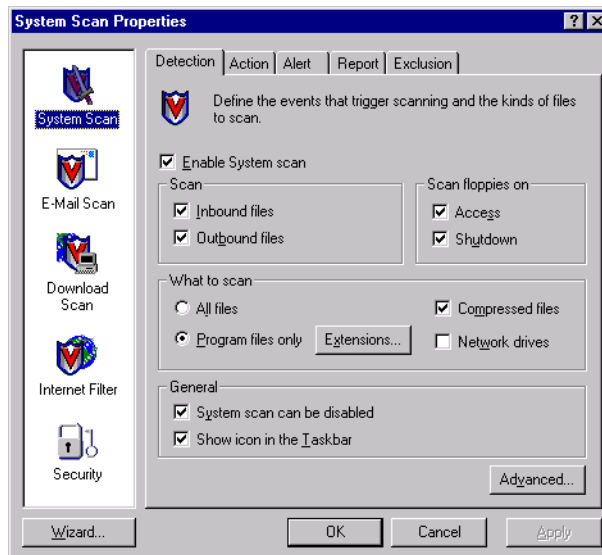 System Scan Properties
System Scan
E-Mail Scan
Download
Scan
Internet Filter
Security
Detection Action Alert Report Exclusion
Define the events that trigger scanning and the kinds of files
to scan.
Enable System scan
Scan
Inbound files
Outbound files
Scan floppies on
Access
Shutdown
What to scan
All files
Program files only Extensions...
Compressed files
Network drives
General
System scan can be disabled
Show icon in the Taskbar
Advanced...
Wizard... OK Cancel Apply